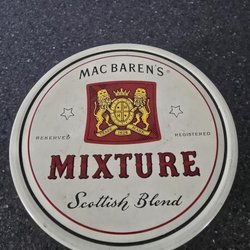 MAC BAREN'S
RESERVED REGISTERED
MIXTURE
Scottish Blend